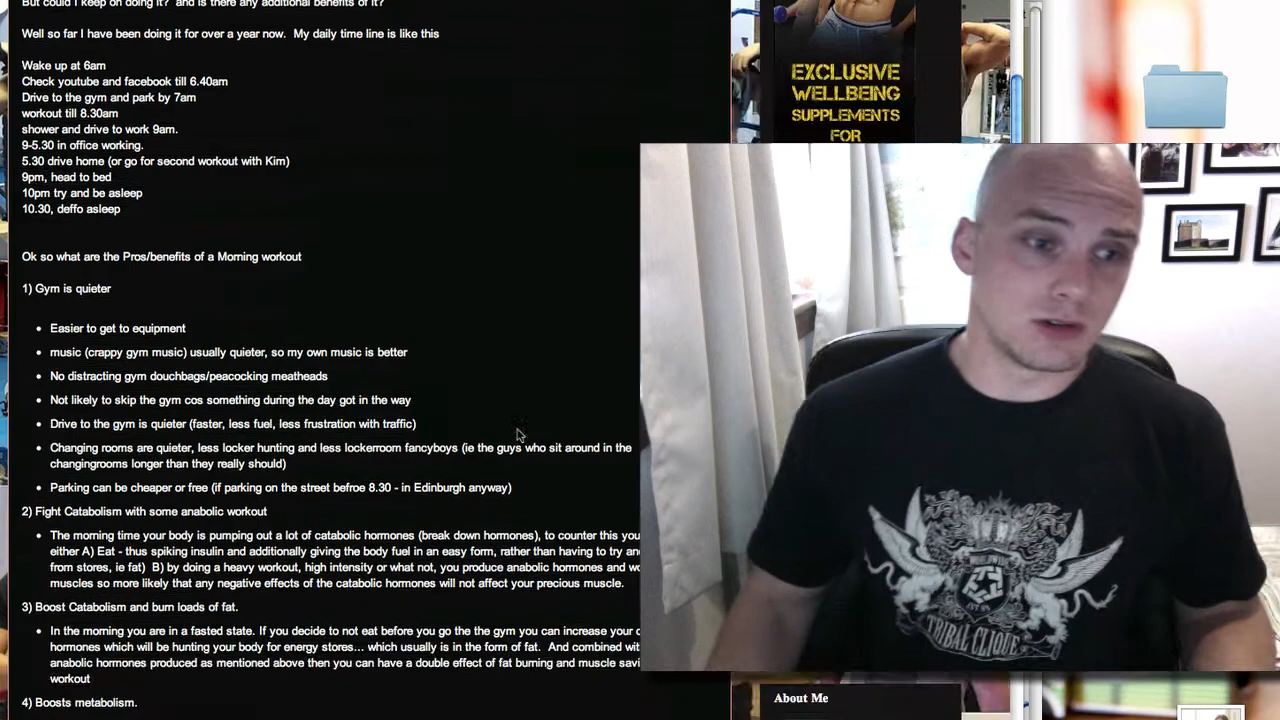 But could I keep on doing it?  and is there any additional benefits of it?
Well so far I have been doing it for over a year now.  My daily time line is like this
Wake up at 6am
Check youtube and facebook till 6.40am
Drive to the gym and park by 7am
workout till 8.30am
shower and drive to work 9am.
9-5.30 in office working.
5.30 drive home (or go for second workout with Kim)
9pm, head to bed
10pm try and be asleep
10.30, deffo asleep
Ok so what are the Pros/benefits of a Morning workout
1) Gym is quieter
Easier to get to equipment
music (crappy gym music) usually quieter, so my own music is better
No distracting gym douchbags/peacocking meatheads
Not likely to skip the gym cos something during the day got in the way
Drive to the gym is quieter (faster, less fuel, less frustration with traffic)
Changing rooms are quieter, less locker hunting and less lockerroom fancyboys (ie the guys who sit around in the
changingrooms longer than they really should)
Parking can be cheaper or free (if parking on the street befroe 8.30 - in Edinburgh anyway)
2) Fight Catabolism with some anabolic workout
The morning time your body is pumping out a lot of catabolic hormones (break down hormones), to counter this you
either A) Eat - thus spiking insulin and additionally giving the body fuel in an easy form, rather than having to try
from stores, ie fat)  B) by doing a heavy workout, high intensity or what not, you produce anabolic hormones and
muscles so more likely that any negative effects of the catabolic hormones will not affect your precious muscle.
3) Boost Catabolism and burn loads of fat.
In the morning you are in a fasted state. If you decide to not eat before you go the the gym you can increase your
hormones which will be hunting your body for energy stores... which usually is in the form of fat.  And combined
anabolic hormones produced as mentioned above then you can have a double effect of fat burning and muscle
workout
4) Boosts metabolism.
EXCLUSIVE
WELLBEING
SUPPLEMENTS
FOR
TRIBAL CLIQUE
About Me